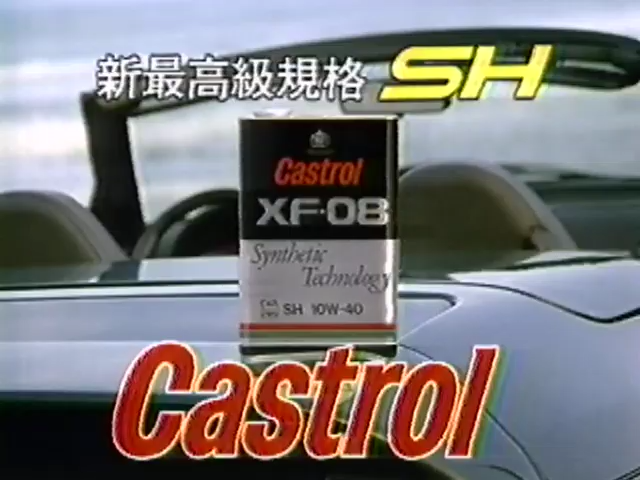 新最高級規格 SH
Castrol
XF-08
Synthetic
Technology
SH 10W-40
Castrol